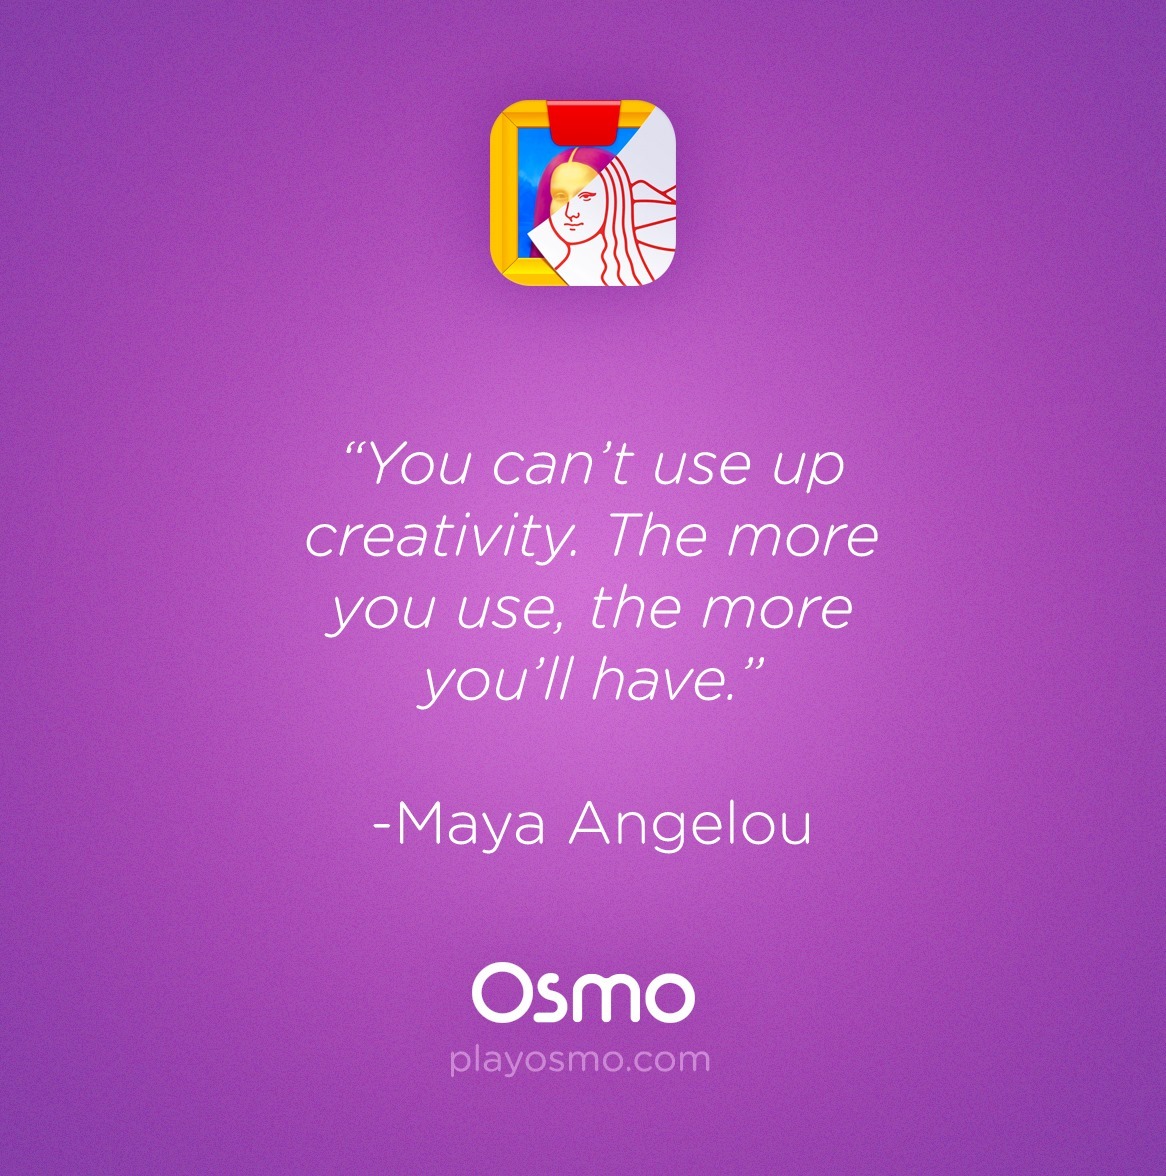 “You can’t use up
creativity. The more
you use, the more
you’ll have.”
-Maya Angelou
Osmo
playosmo.com